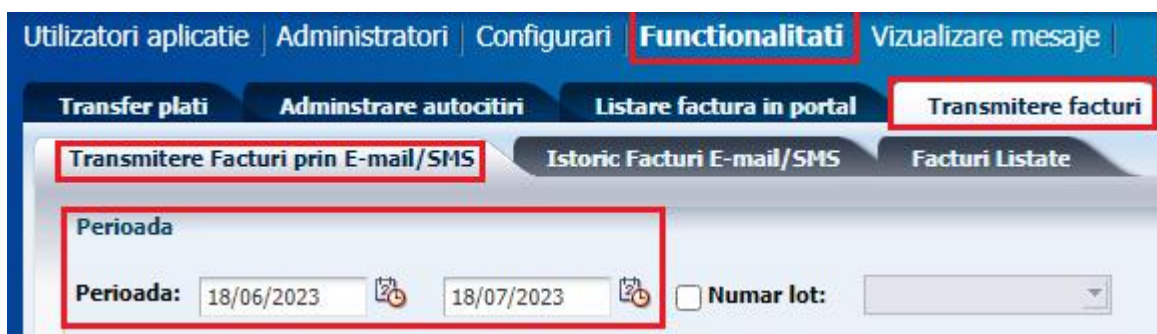 Utilizatori aplicatie | Administratori | Configurari | Functionalitati | Vizualizare mesaje |
Transfer plati Adminstrare autocitiri Listare factura in portal Transmitere facturi
Transmitere Facturi prin E-mail/SMS Istoric Facturi E-mail/SMS Facturi Listate
Perioada
Perioada: 18/06/2023 18/07/2023 Numar lot: